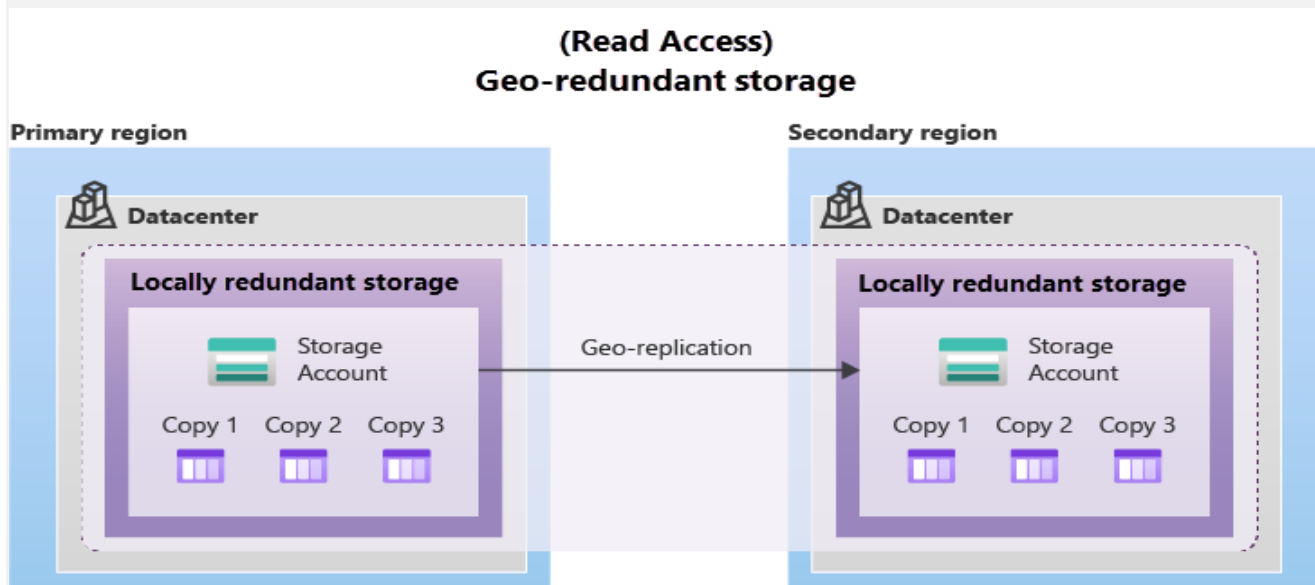 (Read Access)
Geo-redundant storage
Primary region
Secondary region
Datacenter
Datacenter
Locally redundant storage
Locally redundant storage
Storage
Account
Geo-replication
Storage
Account
Copy 1 Copy 2 Copy 3
Copy 1 Copy 2 Copy 3